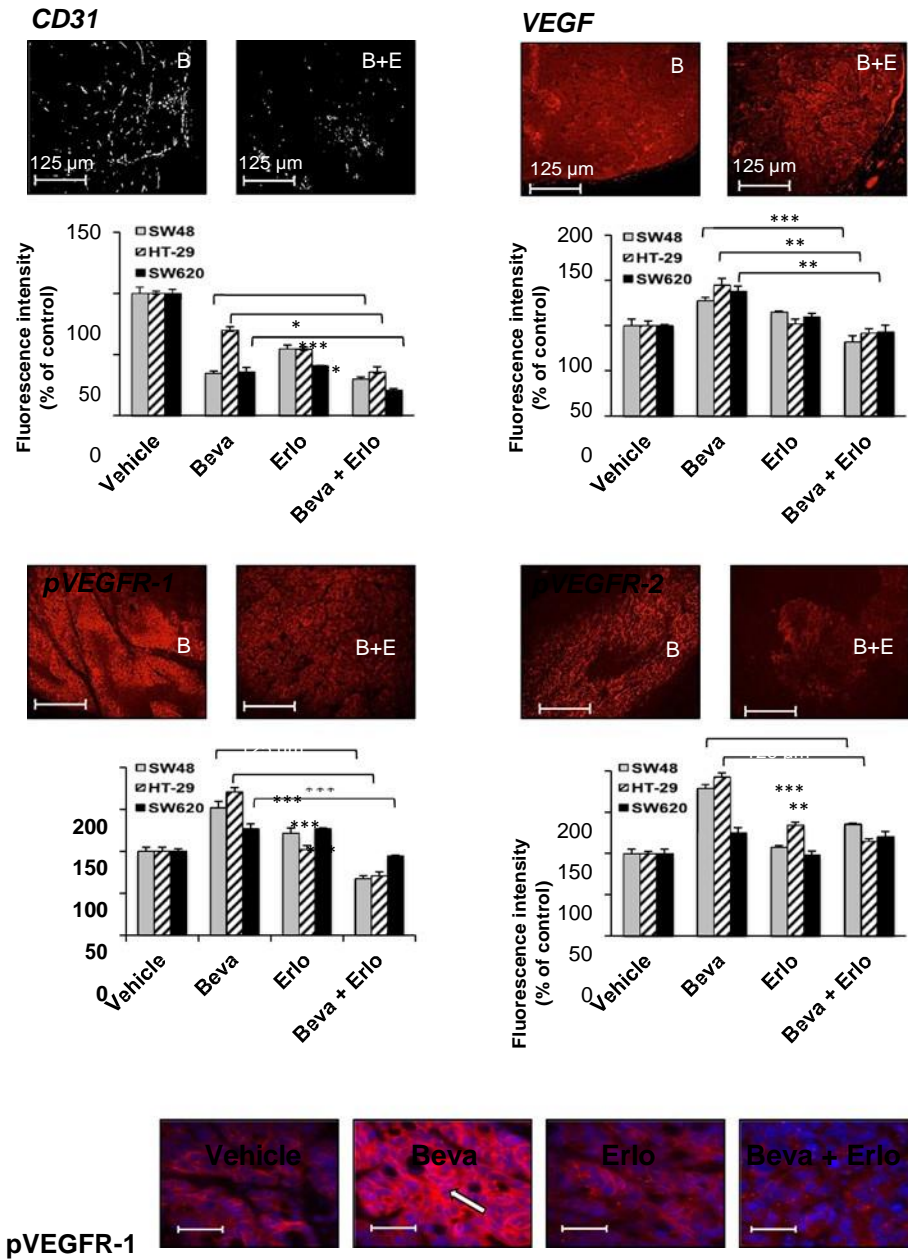 CD31
VEGF
B
B+E
B
B+E
125 µm
125 µm
125 µm
125 µm
Fluorescence intensity
(% of control)
150
100
50
0
SW48
HT-29
SW620
*
***
*
Vehicle
Beva
Erlo
Beva + Erlo
Fluorescence intensity
(% of control)
200
150
100
50
0
SW48
HT-29
SW620
***
**
**
Vehicle
Beva
Erlo
Beva + Erlo
pVEGFR-1
pVEGFR-2
B
B+E
B
B+E
200
150
100
50
0
SW48
HT-29
SW620
***
***
***
Vehicle
Beva
Erlo
Beva + Erlo
Fluorescence intensity
(% of control)
200
150
100
50
0
SW48
HT-29
SW620
***
**
Vehicle
Beva
Erlo
Beva + Erlo
Vehicle
Beva
Erlo
Beva + Erlo
pVEGFR-1